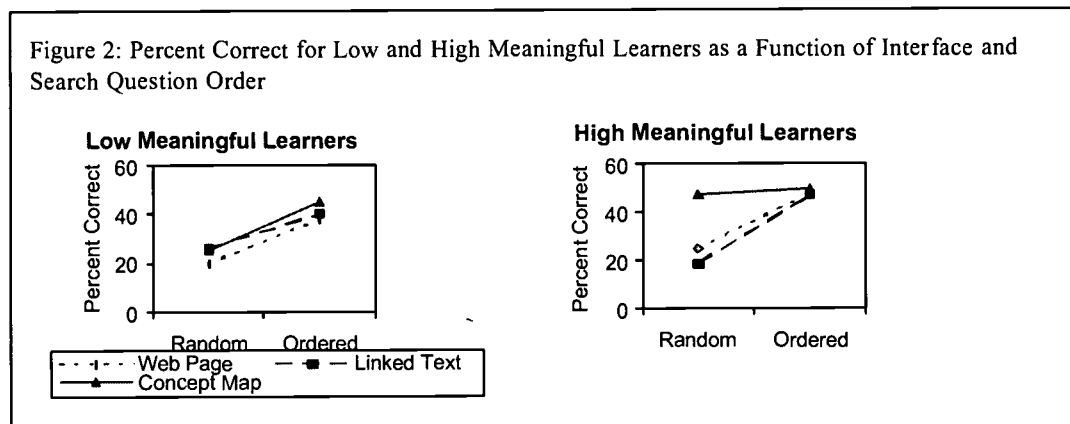 Figure 2: Percent Correct for Low and High Meaningful Learners as a Function of Interface and
Search Question Order
Low Meaningful Learners
Percent Correct
60
40
20
0
Random Ordered
High Meaningful Learners
Percent Correct
60
40
20
0
Random Ordered
Web Page Linked Text
Concept Map